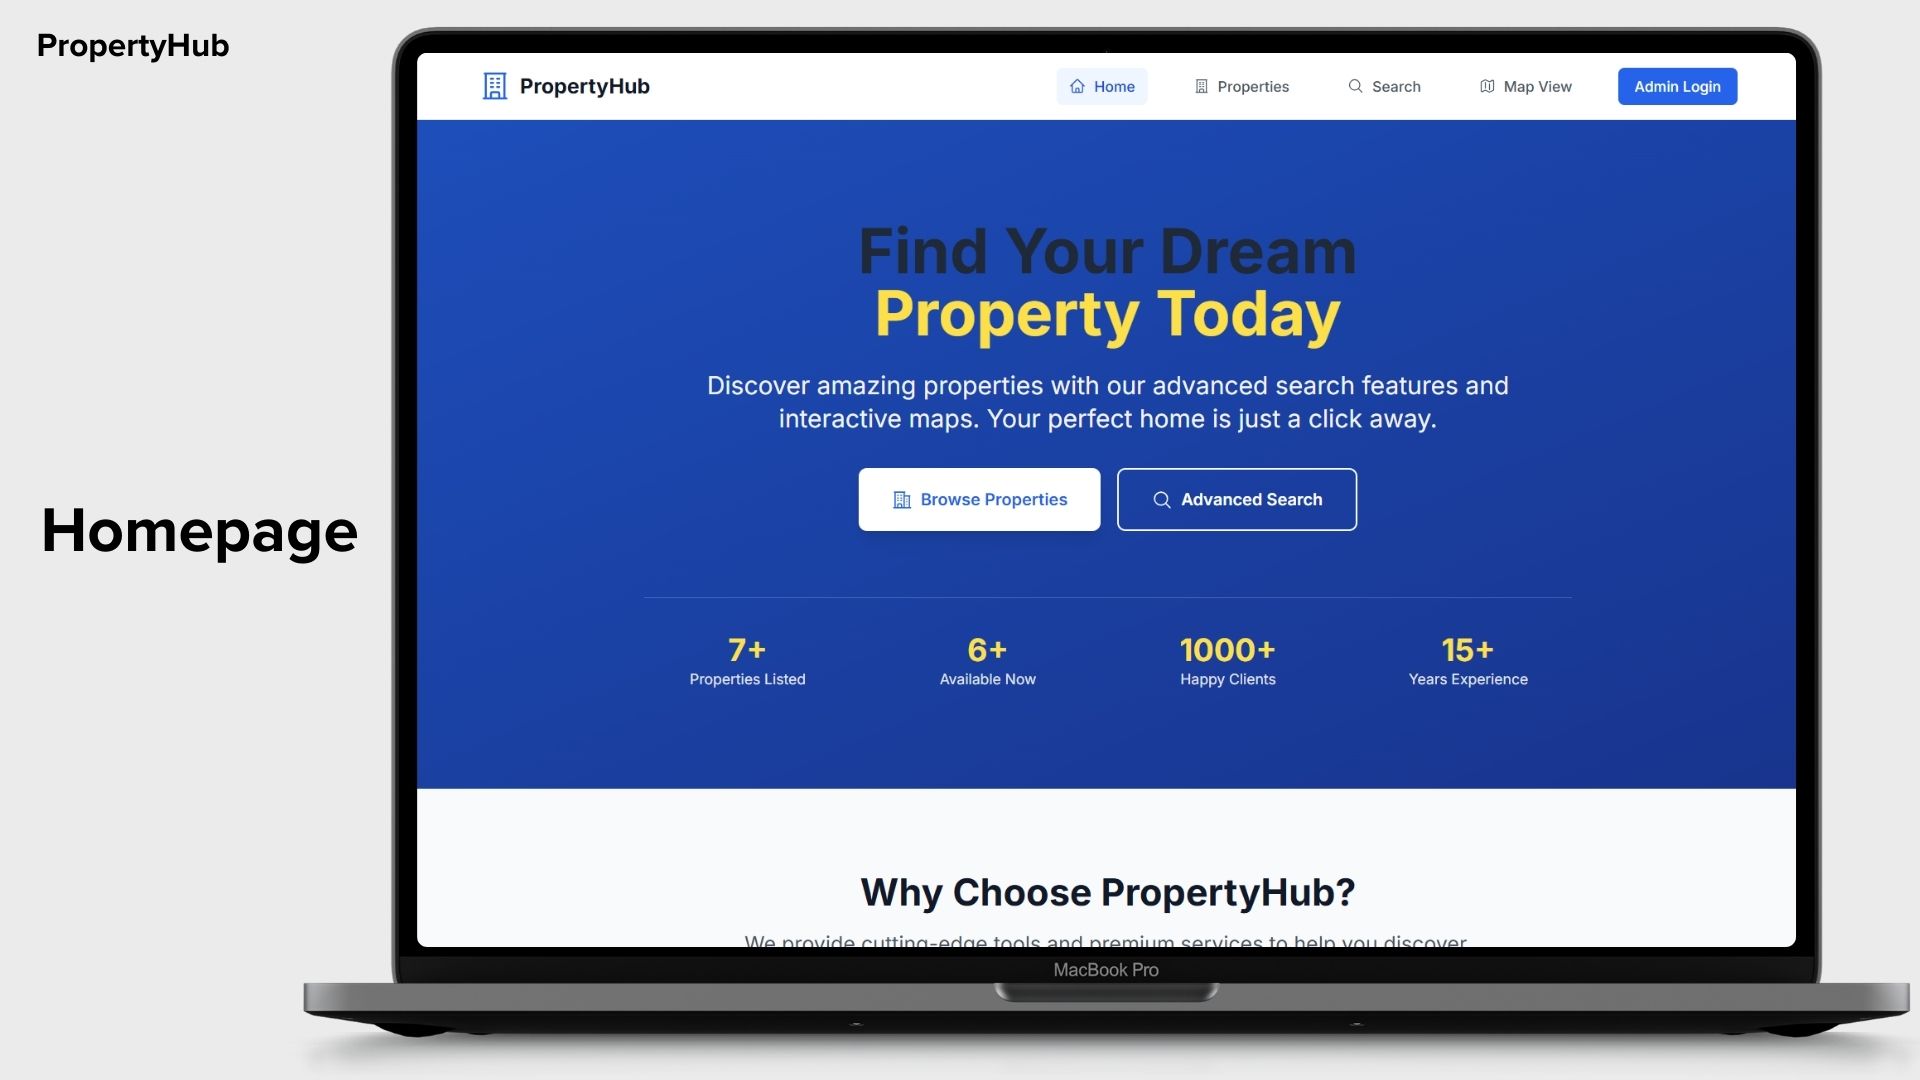 PropertyHub
PropertyHub
Home
Properties
Search
Map View
Admin Login
Homepage
Find Your Dream
Property Today
Discover amazing properties with our advanced search features and
interactive maps. Your perfect home is just a click away.
Browse Properties
Advanced Search
7+
Properties Listed
6+
Available Now
1000+
Happy Clients
15+
Years Experience
Why Choose PropertyHub?
We provide cutting-edge tools and premium services to help you discover
MacBook Pro